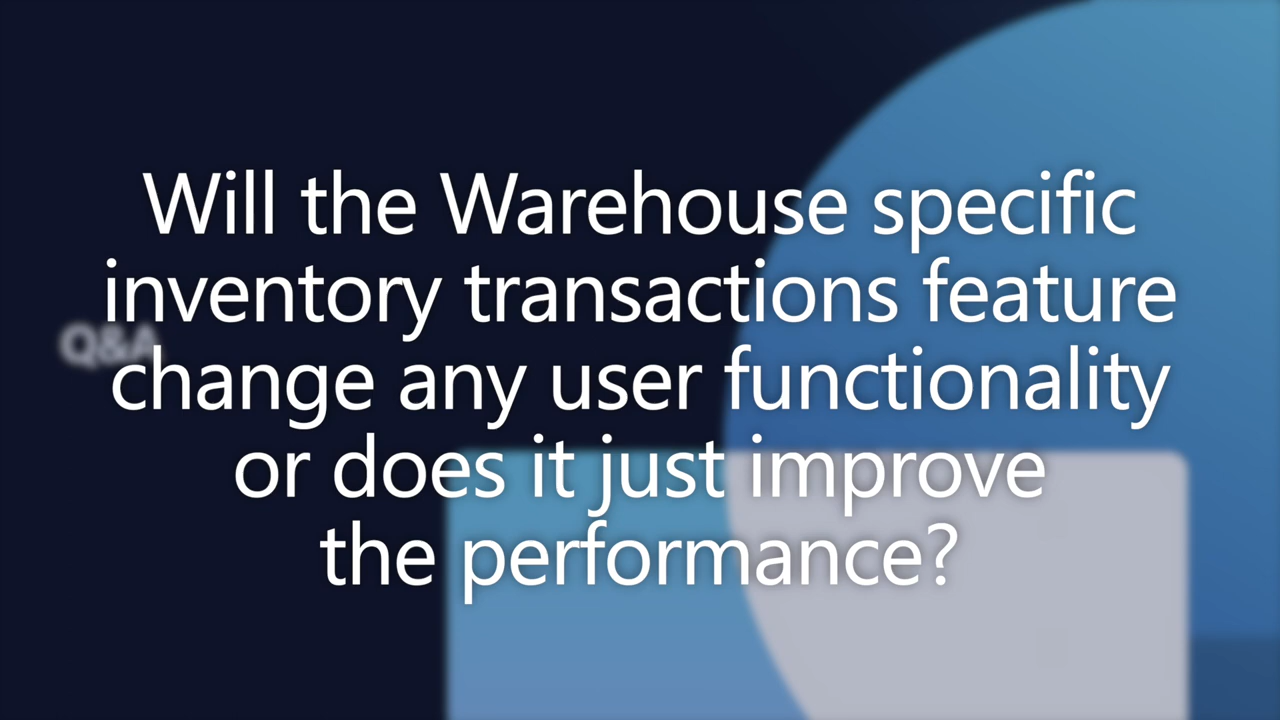 Will the Warehouse specific
inventory transactions feature
Q&A
change any user functionality
or does it just improve
the performance?